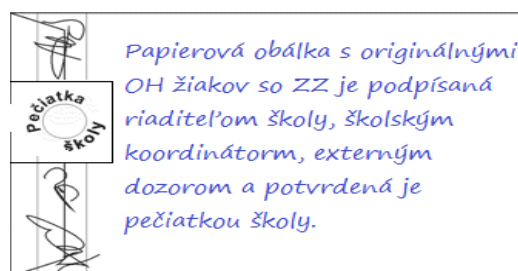 Pečiatka
školy
Papierová obálka s originálnými
OH žiakov so ZZ je podpísaná
riaditeľom školy, školským
koordinátorm, externým
dozorom a potvrdená je
pečiatkou školy.